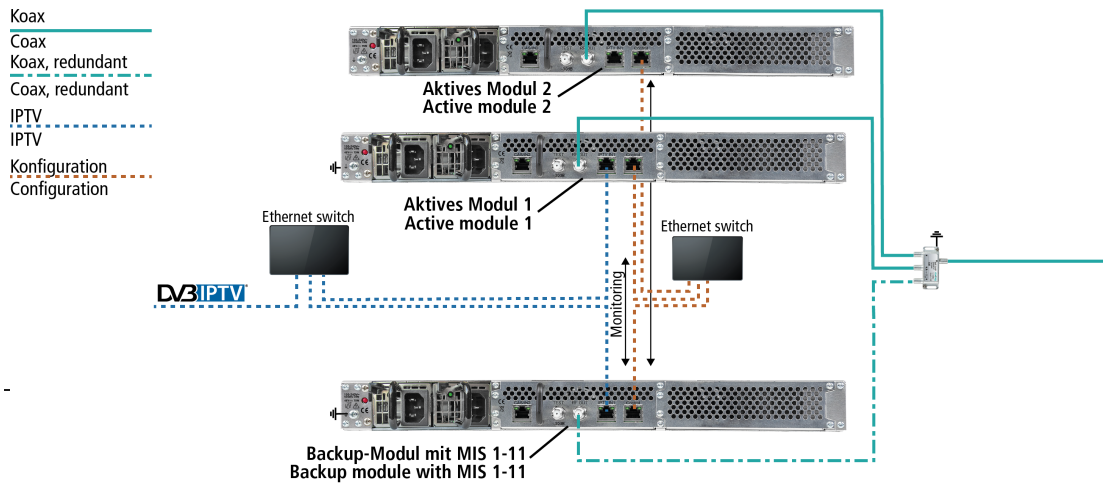 Koax
Coax
Koax, redundant
Coax, redundant
IPTV
IPTV
Konfiguration
Configuration
Aktives Modul 2
Active module 2
Aktives Modul 1
Active module 1
Ethernet switch
Ethernet switch
DVB IPTV
Monitoring
Backup-Modul mit MIS 1-11
Backup module with MIS 1-11